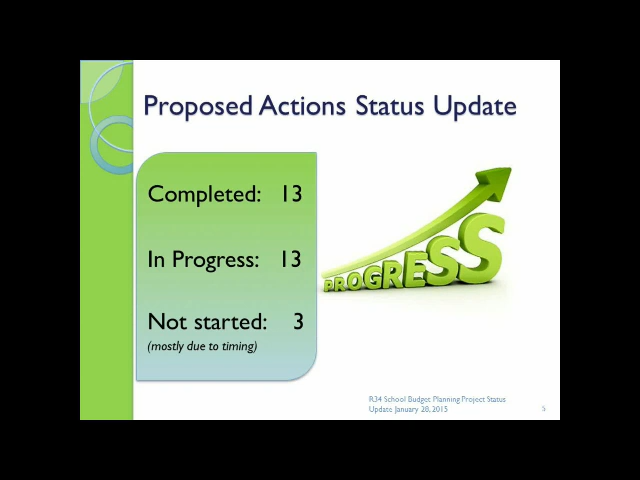 Proposed Actions Status Update
Completed: 13
In Progress: 13
Not started: 3
(mostly due to timing)
PROGRESS
R34 School Budget Planning Project Status
Update January 28, 2015
5